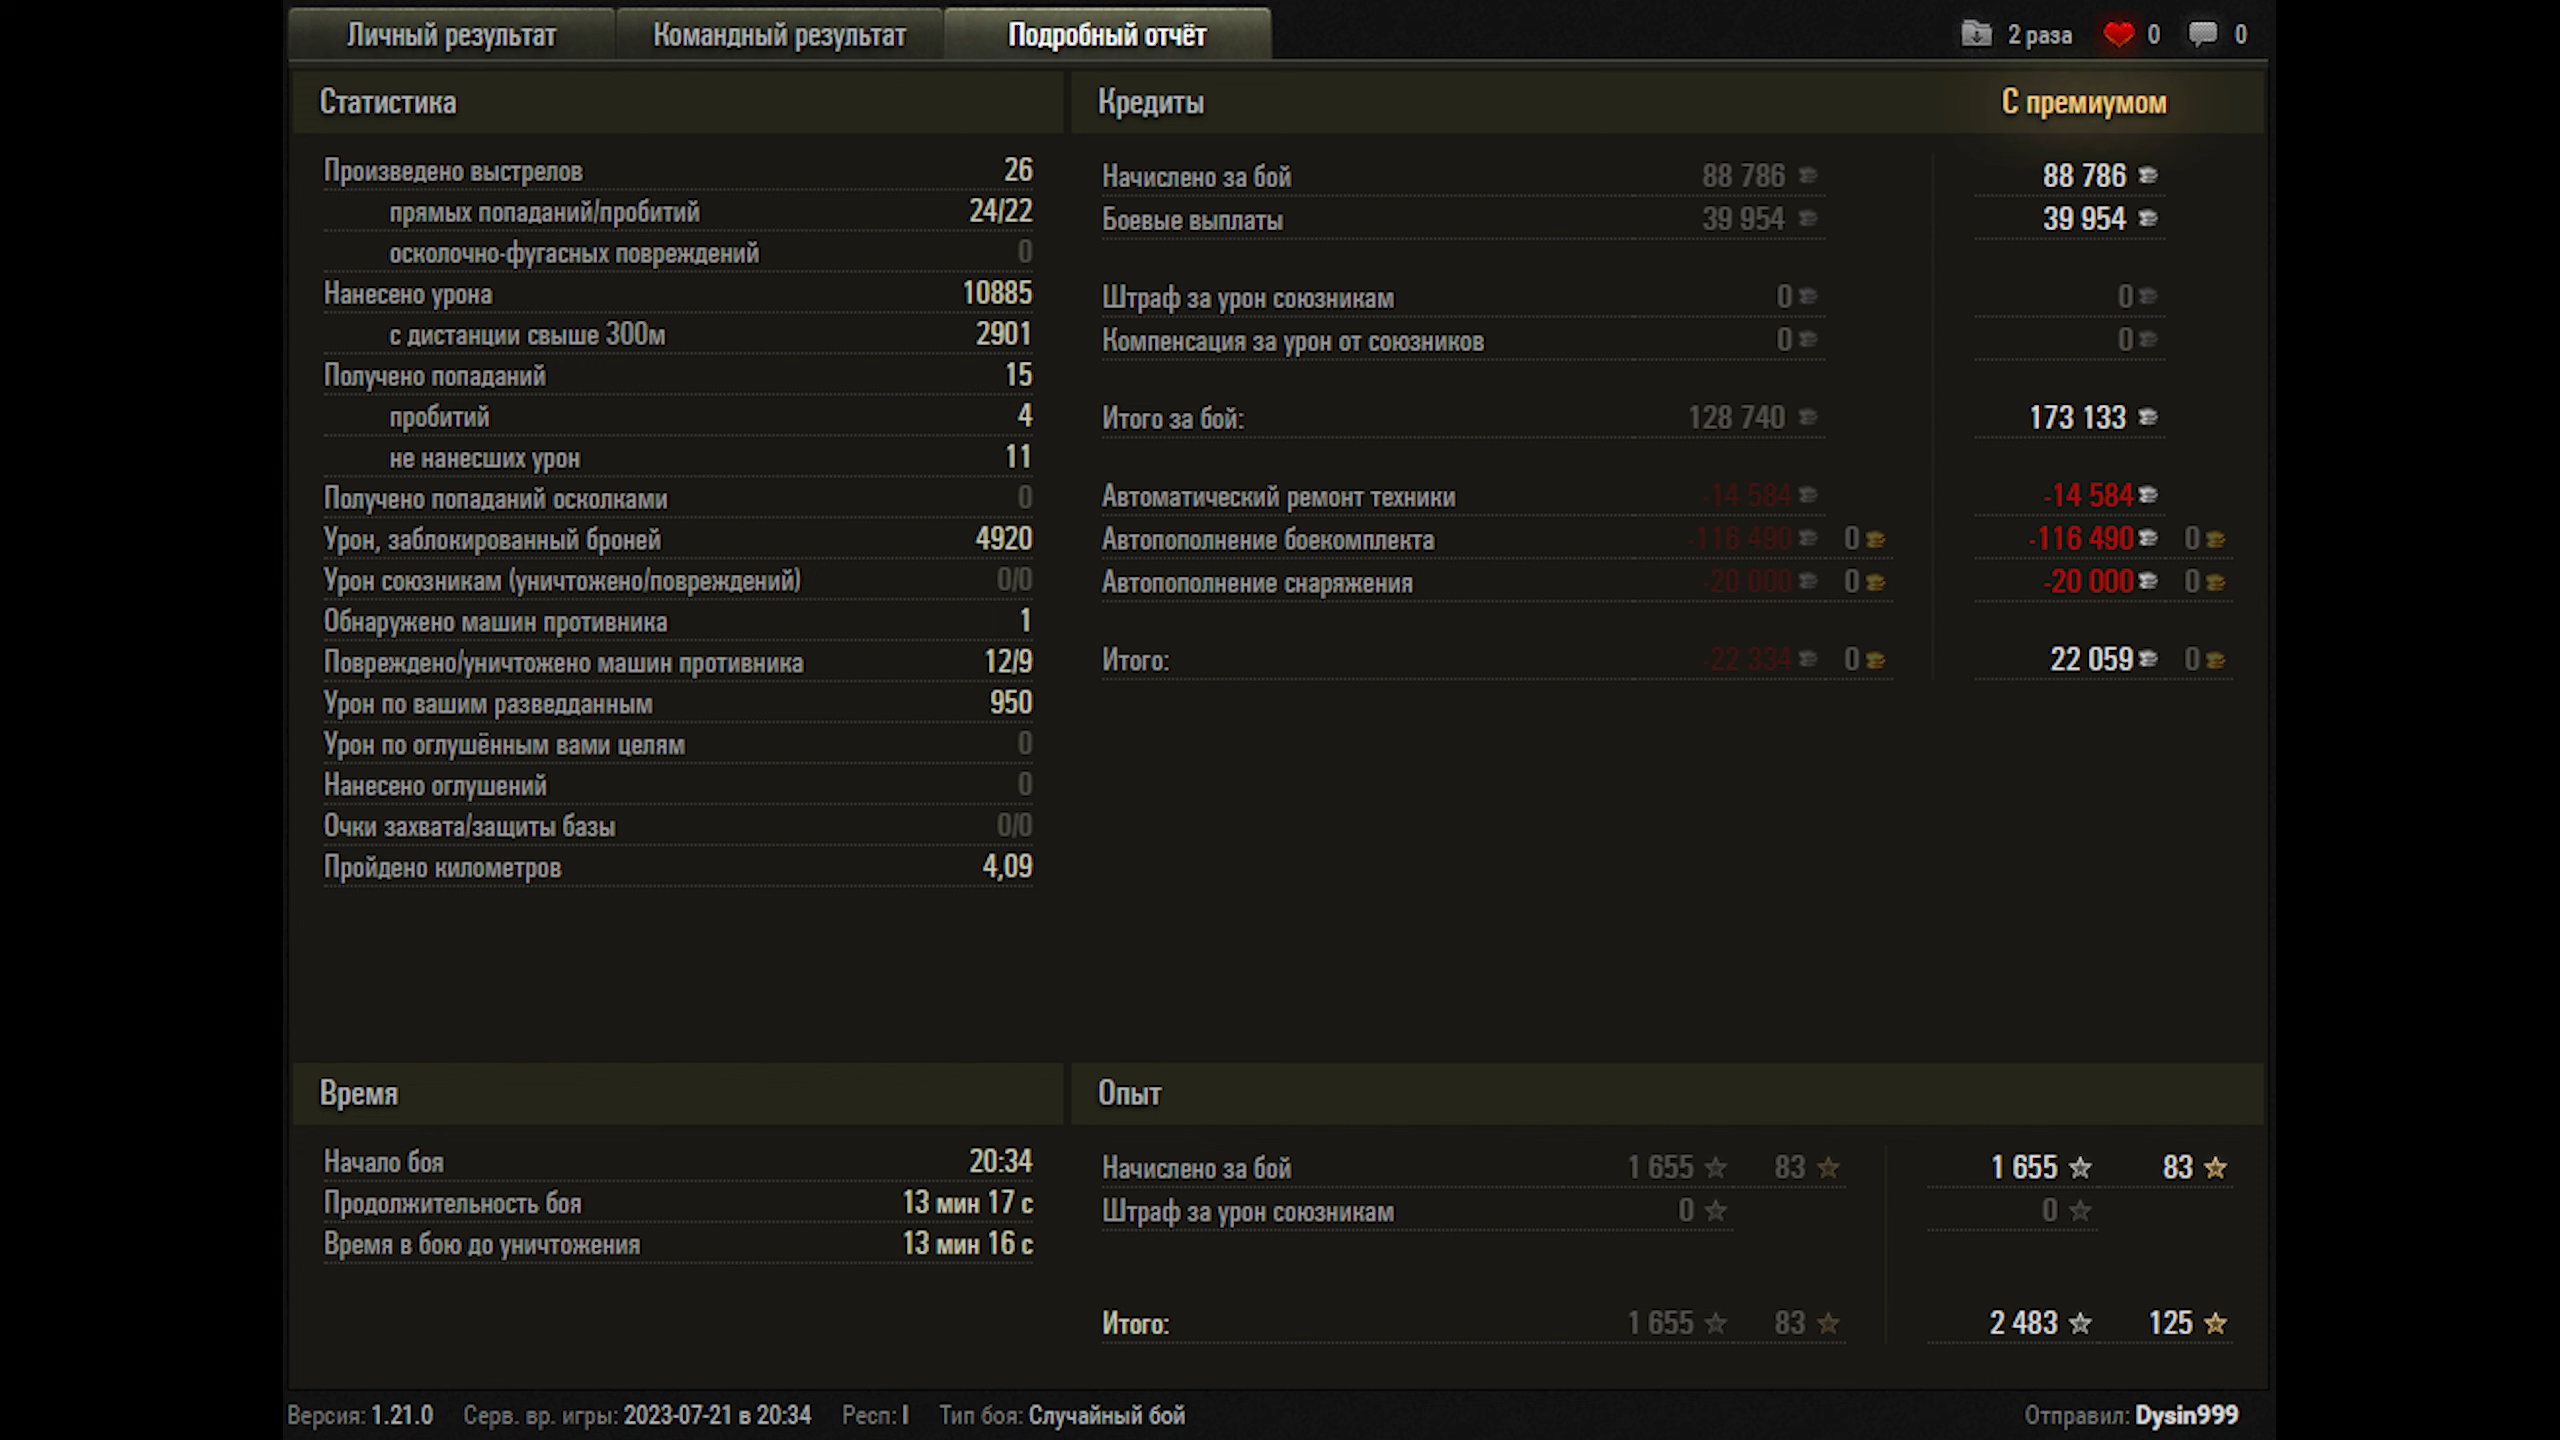 Личный результат Командный результат Подробный отчёт 2 раза 0 0
Статистика
Произведено выстрелов 26
прямых попаданий/пробитий 24/22
осколочно-фугасных повреждений 0
Нанесено урона 10885
с дистанции свыше 300м 2901
Получено попаданий 15
пробитий 4
не нанесших урон 11
Получено попаданий осколками 0
Урон, заблокированный броней 4920
Урон союзникам (уничтожено/повреждений) 0/0
Обнаружено машин противника 1
Повреждено/уничтожено машин противника 12/9
Урон по вашим разведданным 950
Урон по оглушённым вами целям 0
Нанесено оглушений 0
Очки захвата/защиты базы 0/0
Пройдено километров 4,09
Кредиты С премиумом
Начислено за бой 88 786 88 786
Боевые выплаты 39 954 39 954
Штраф за урон союзникам 0 0
Компенсация за урон от союзников 0 0
Итого за бой: 128 740 173 133
Автоматический ремонт техники -14 584 -14 584
Автопополнение боекомплекта -116 490 0 -116 490 0
Автопополнение снаряжения -20 000 0 -20 000 0
Итого: -22 334 0 22 059 0
Время
Начало боя 20:34
Продолжительность боя 13 мин 17 с
Время в бою до уничтожения 13 мин 16 с
Опыт
Начислено за бой 1 655 83 1 655 83
Штраф за урон союзникам 0 0
Итого: 1 655 83 2 483 125
Версия: 1.21.0 Серв. вр. игры: 2023-07-21 в 20:34 Респ: I Тип боя: Случайный бой Отправил: Dysin999